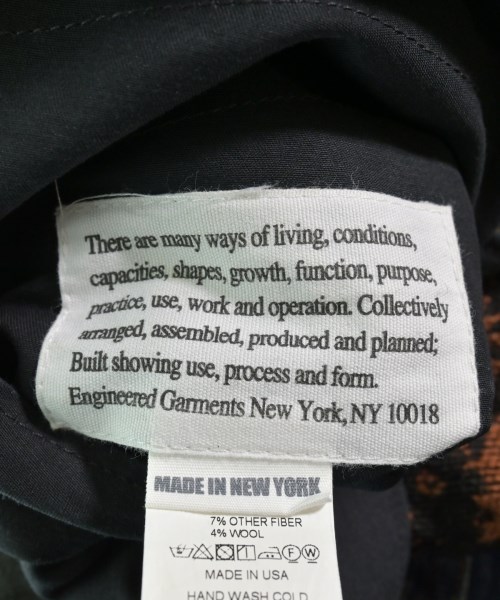 There are many ways of living, conditions,
capacities, shapes, growth, function, purpose,
practice, use, work and operation. Collectively
arranged, assembled, produced and planned;
Built showing use, process and form.
Engineered Garments New York, NY 10018
MADE IN NEW YORK
7% OTHER FIBER
4% WOOL
F W
MADE IN USA
HAND WASH COLD